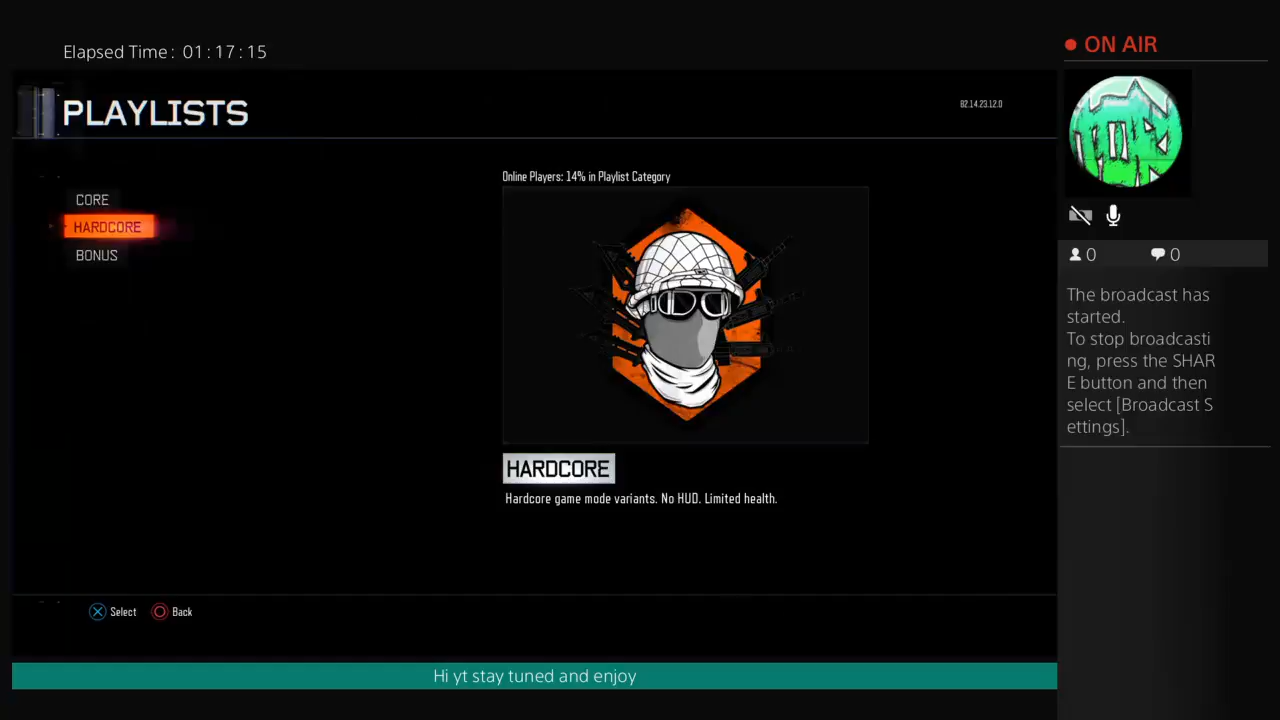 Elapsed Time: 01:17:15
ON AIR
PLAYLISTS
82.14.23.12.0
Online Players: 14% in Playlist Category
CORE
HARDCORE
BONUS
0
0
The broadcast has
started.
To stop broadcasti
ng, press the SHAR
E button and then
select [Broadcast S
ettings].
HARDCORE
Hardcore game mode variants. No HUD. Limited health.
Select
Back
Hi yt stay tuned and enjoy